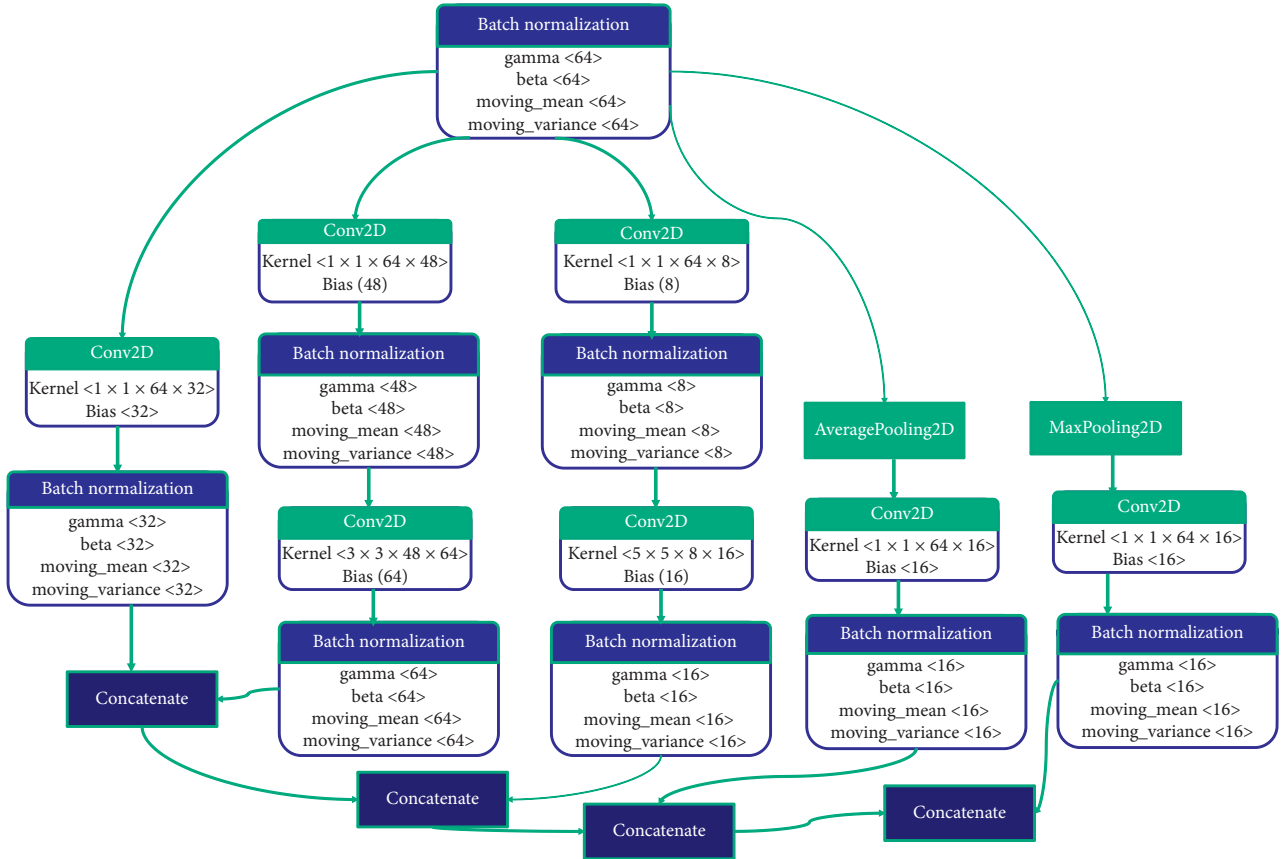 Batch normalization
gamma <64>
beta <64>
moving_mean <64>
moving_variance <64>
Conv2D
Kernel <1 × 1 × 64 × 32>
Bias <32>
Batch normalization
gamma <32>
beta <32>
moving_mean <32>
moving_variance <32>
Conv2D
Kernel <1 × 1 × 64 × 48>
Bias (48)
Batch normalization
gamma <48>
beta <48>
moving_mean <48>
moving_variance <48>
Conv2D
Kernel <3 × 3 × 48 × 64>
Bias (64)
Batch normalization
gamma <64>
beta <64>
moving_mean <64>
moving_variance <64>
Conv2D
Kernel <1 × 1 × 64 × 8>
Bias (8)
Batch normalization
gamma <8>
beta <8>
moving_mean <8>
moving_variance <8>
Conv2D
Kernel <5 × 5 × 8 × 16>
Bias (16)
Batch normalization
gamma <16>
beta <16>
moving_mean <16>
moving_variance <16>
AveragePooling2D
Conv2D
Kernel <1 × 1 × 64 × 16>
Bias <16>
Batch normalization
gamma <16>
beta <16>
moving_mean <16>
moving_variance <16>
MaxPooling2D
Conv2D
Kernel <1 × 1 × 64 × 16>
Bias <16>
Batch normalization
gamma <16>
beta <16>
moving_mean <16>
moving_variance <16>
Concatenate
Concatenate
Concatenate
Concatenate